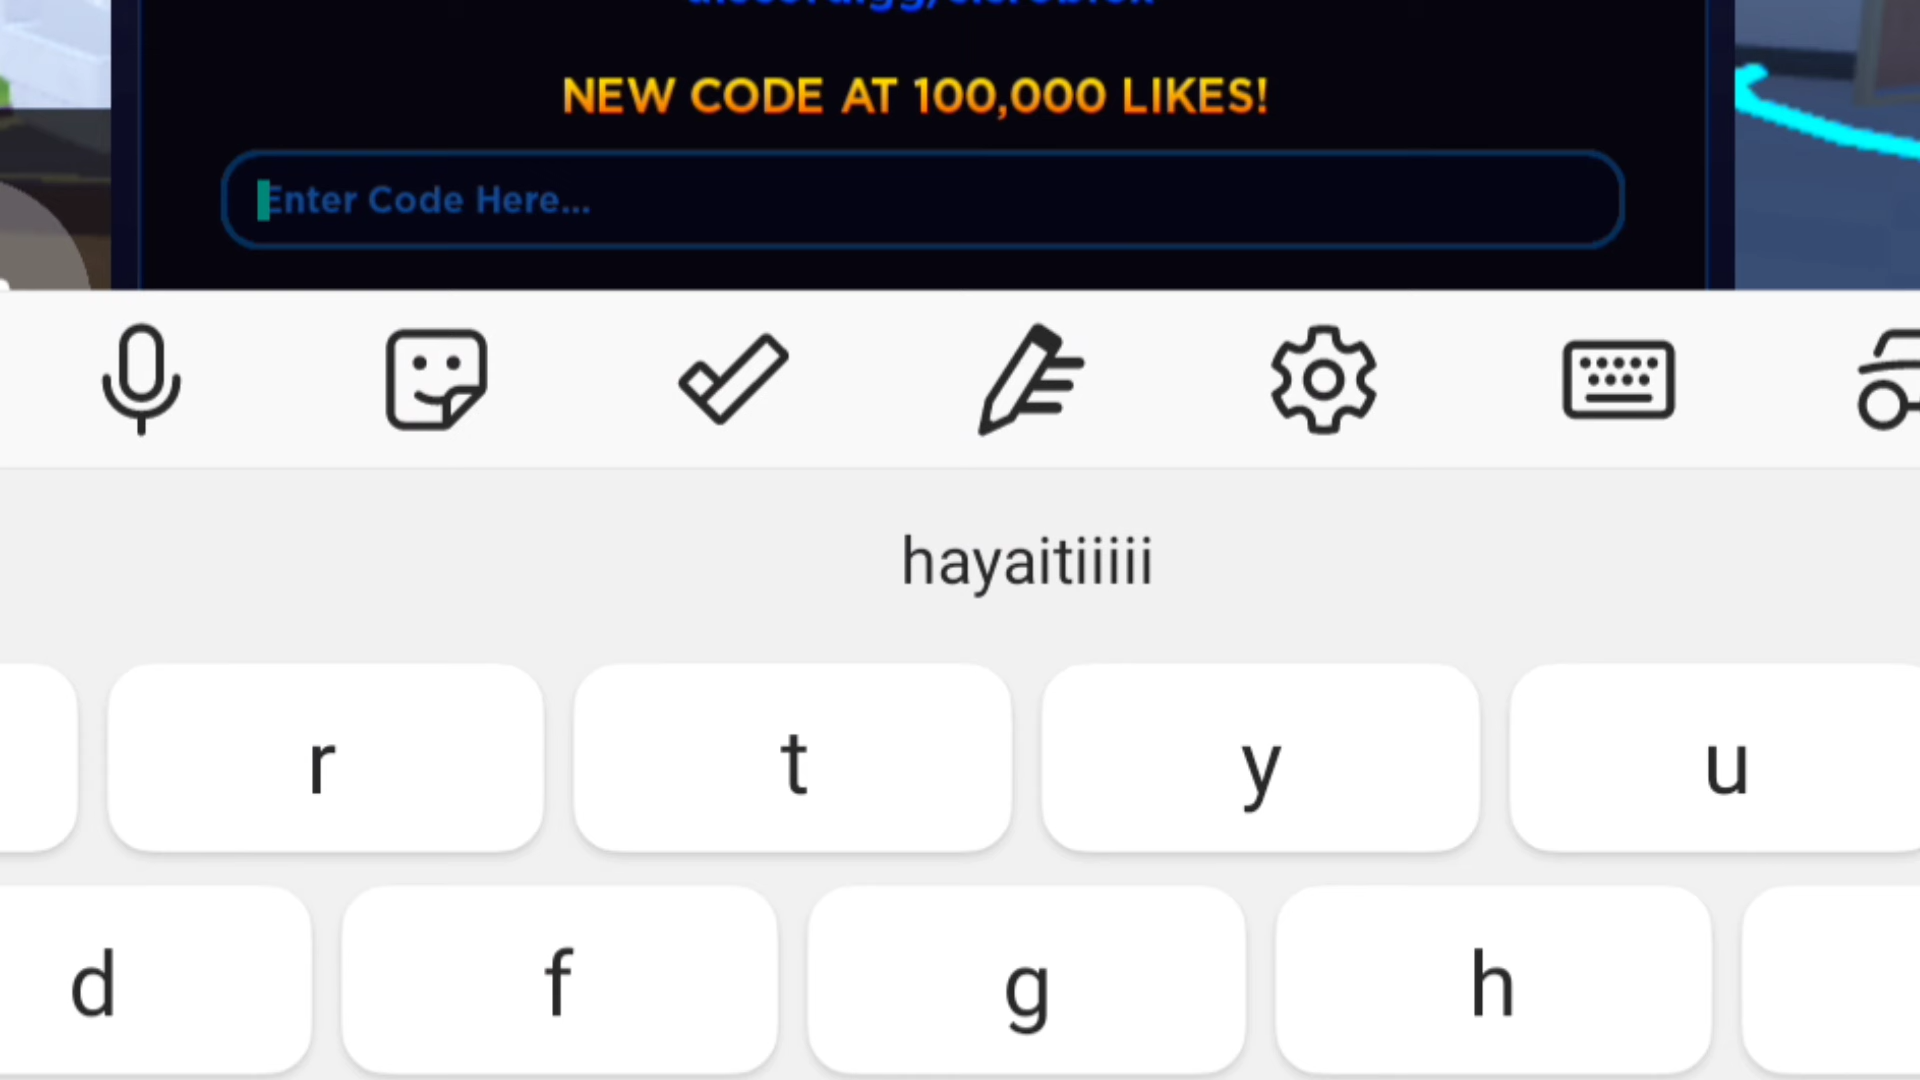 NEW CODE AT 100,000 LIKES!
Enter Code Here...
hayaitiiiii
r t y u
d f g h